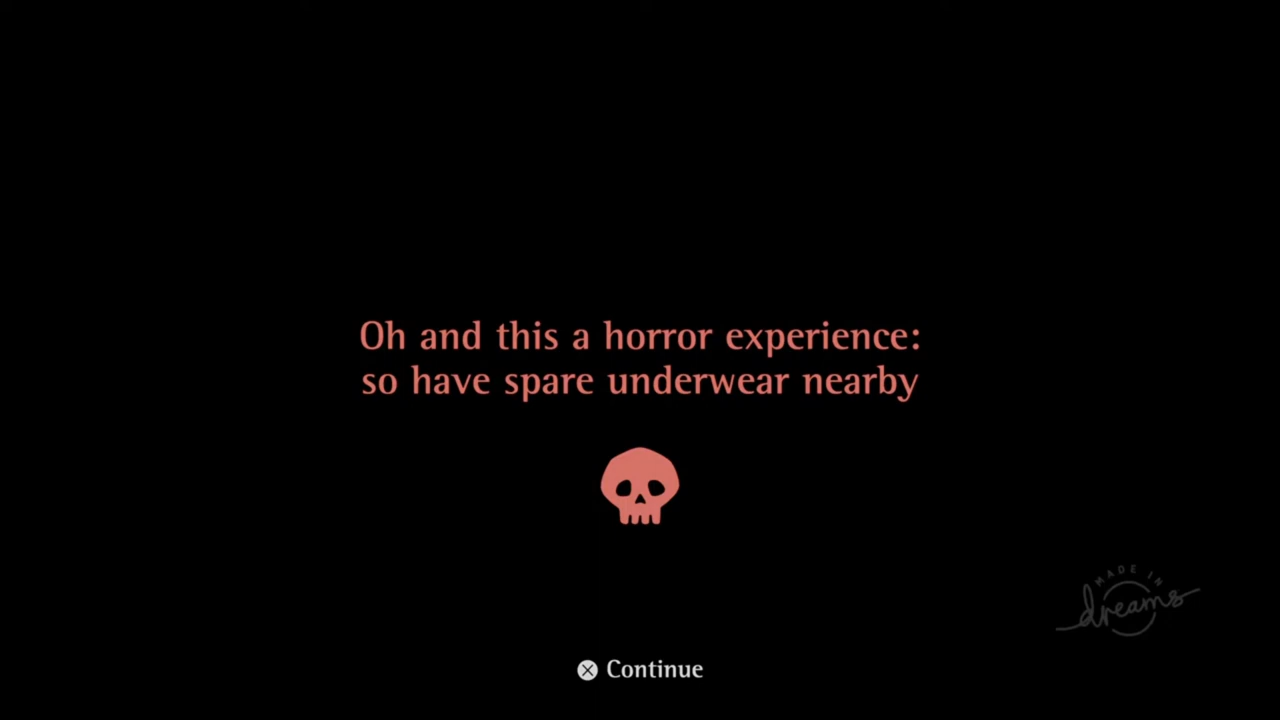 Oh and this a horror experience:
so have spare underwear nearby
MADE IN
dreams
Continue